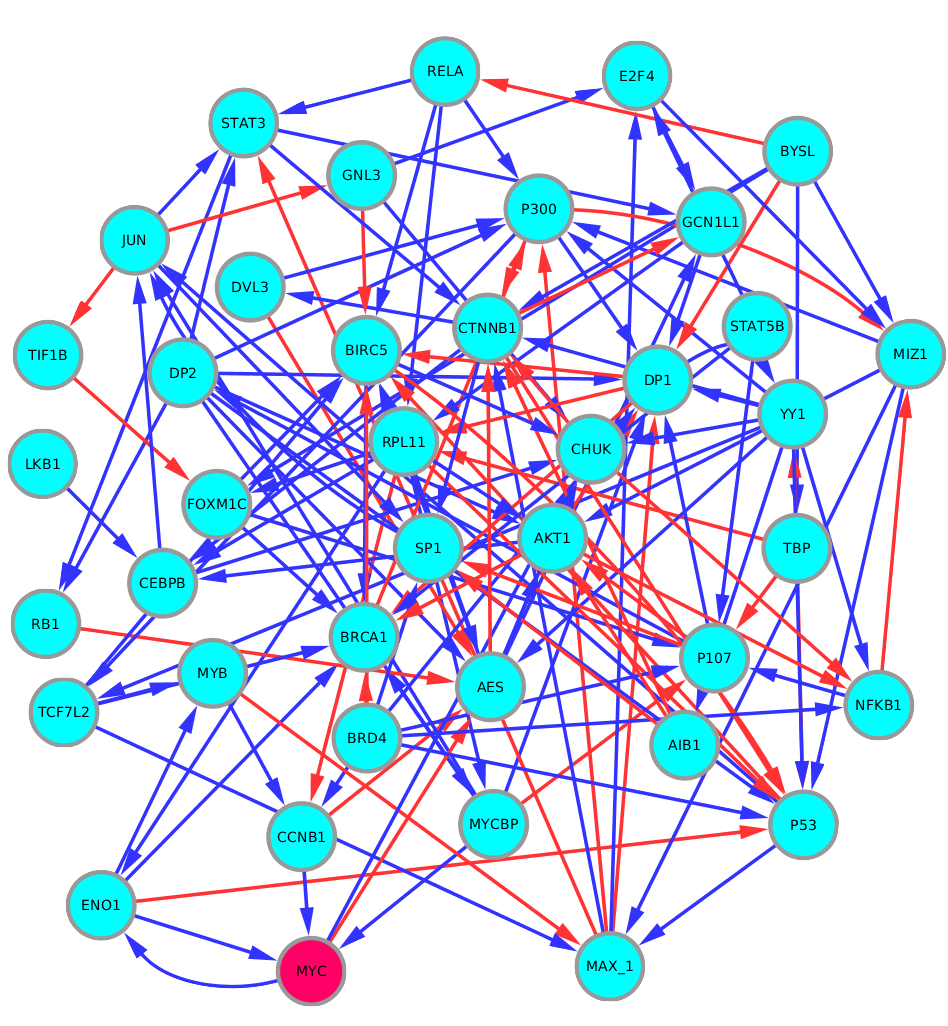 RELA
E2F4
STAT3
BYSL
GNL3
P300
GCN1L1
JUN
DVL3
CTNNB1
STAT5B
TIF1B
BIRC5
MIZ1
DP2
DP1
YY1
RPL11
CHUK
LKB1
FOXM1C
AKT1
SP1
TBP
CEBPB
RB1
BRCA1
P107
MYB
AES
TCF7L2
NFKB1
BRD4
AIB1
MYCBP
P53
CCNB1
ENO1
MAX_1
MYC